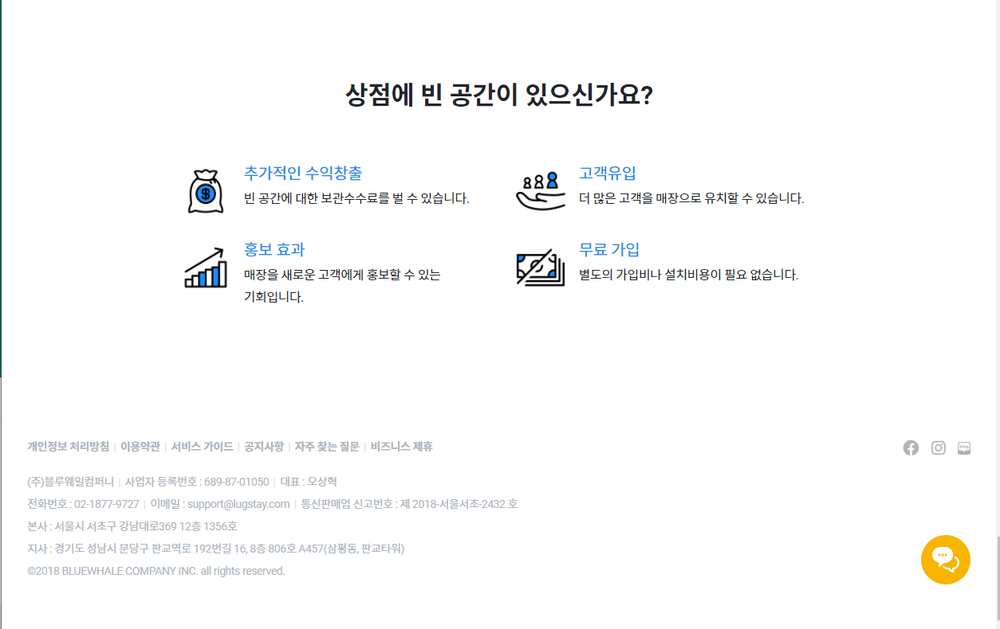 상점에 빈 공간이 있으신가요?
추가적인 수익창출
빈 공간에 대한 보관수수료를 벌 수 있습니다.
고객유입
더 많은 고객을 매장으로 유치할 수 있습니다.
홍보 효과
매장을 새로운 고객에게 홍보할 수 있는
기회입니다.
무료 가입
별도의 가입비나 설치비용이 필요 없습니다.
개인정보 처리방침 | 이용약관 | 서비스 가이드 | 공지사항 | 자주 찾는 질문 | 비즈니스 제휴
blog
(주)블루웨일컴퍼니 | 사업자 등록번호 : 689-87-01050 | 대표 : 오상혁
전화번호 : 02-1877-9727 | 이메일 : support@lugstay.com | 통신판매업 신고번호 : 제 2018-서울서초-2432 호
본사 : 서울시 서초구 강남대로369 12층 1356호
지사 : 경기도 성남시 분당구 판교역로 192번길 16, 8층 806호 A457(삼평동, 판교타워)
©2018 BLUEWHALE COMPANY INC. all rights reserved.